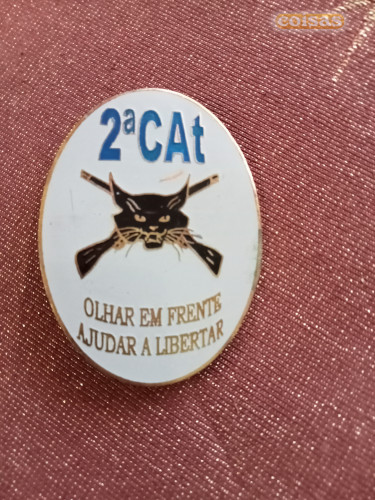 coisas
2ªCAt
OLHAR EM FRENTE
AJUDAR A LIBERTAR